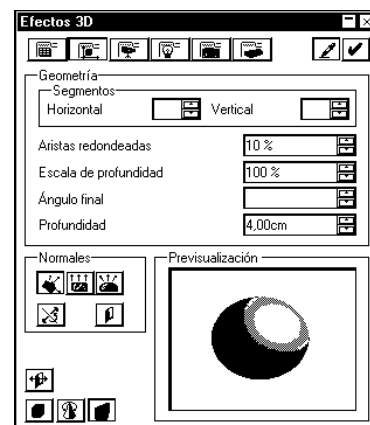 Efectos 3D
Geometría
Segmentos
Horizontal Vertical
Aristas redondeadas 10 %
Escala de profundidad 100 %
Ángulo final
Profundidad 4,00cm
Normales Previsualización